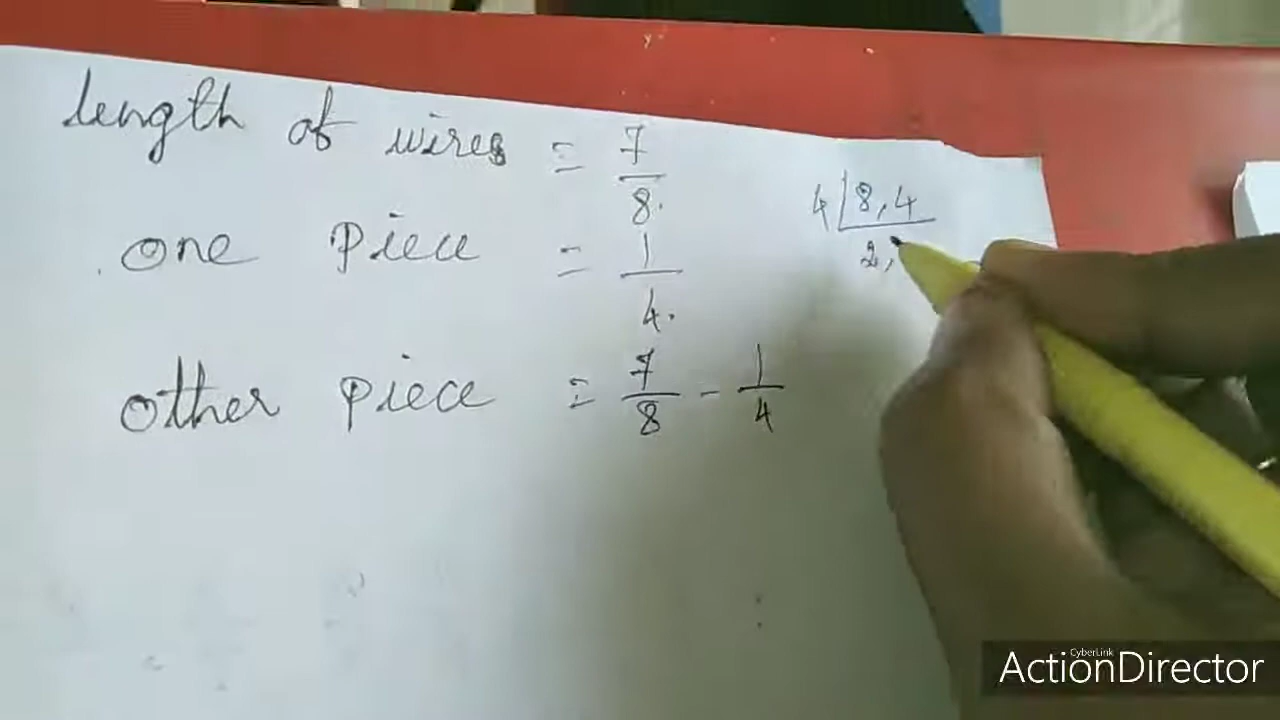 length of wires = 7/8.
one piece = 1/4.
other piece = 7/8 - 1/4
4 | 8, 4
2,
CyberLink
ActionDirector